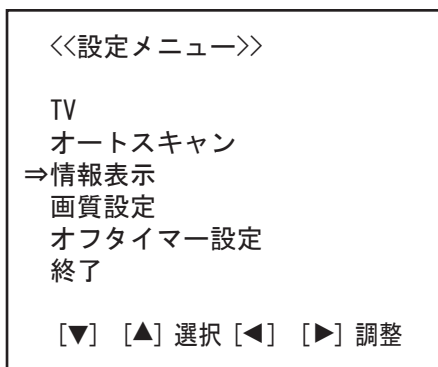 <<設定メニュー>>
TV
オートスキャン
⇒情報表示
画質設定
オフタイマー設定
終了
[▼] [▲] 選択 [◀] [▶] 調整